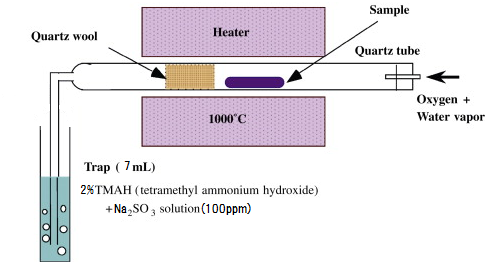 Sample
Quartz wool
Heater
Quartz tube
Oxygen +
Water vapor
1000°C
Trap ( 7mL)
2%TMAH (tetramethyl ammonium hydroxide)
+Na₂SO₃ solution(100ppm)